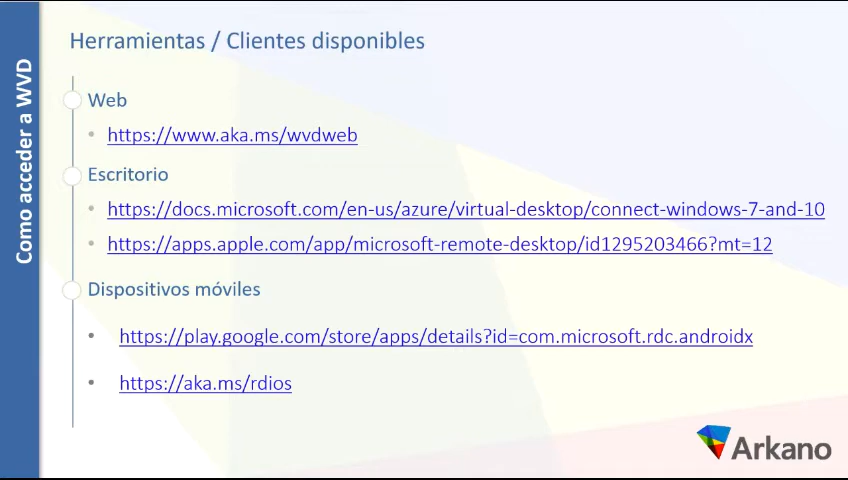 Como acceder a WVD
Herramientas / Clientes disponibles
Web
• https://www.aka.ms/wvdweb
Escritorio
• https://docs.microsoft.com/en-us/azure/virtual-desktop/connect-windows-7-and-10
• https://apps.apple.com/app/microsoft-remote-desktop/id1295203466?mt=12
Dispositivos móviles
• https://play.google.com/store/apps/details?id=com.microsoft.rdc.androidx
• https://aka.ms/rdios
Arkano